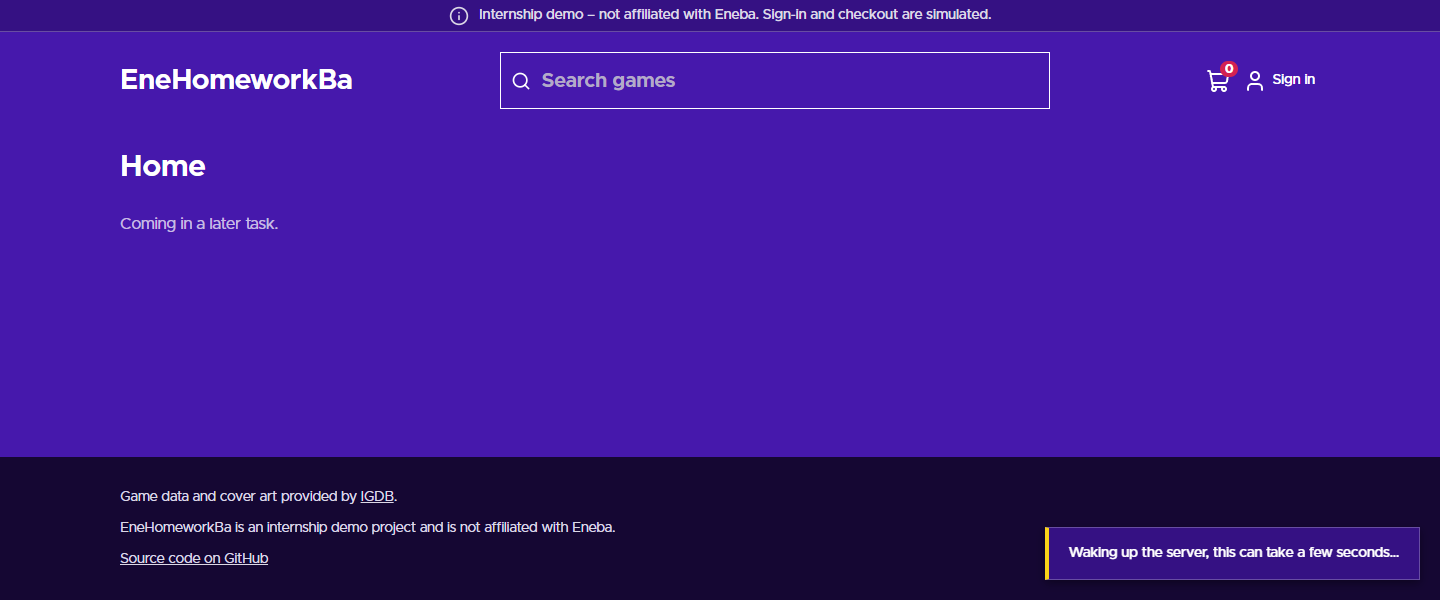 Internship demo – not affiliated with Eneba. Sign-in and checkout are simulated.
EneHomeworkBa
Search games
0
Sign in
Home
Coming in a later task.
Game data and cover art provided by IGDB.
EneHomeworkBa is an internship demo project and is not affiliated with Eneba.
Waking up the server, this can take a few seconds...
Source code on GitHub